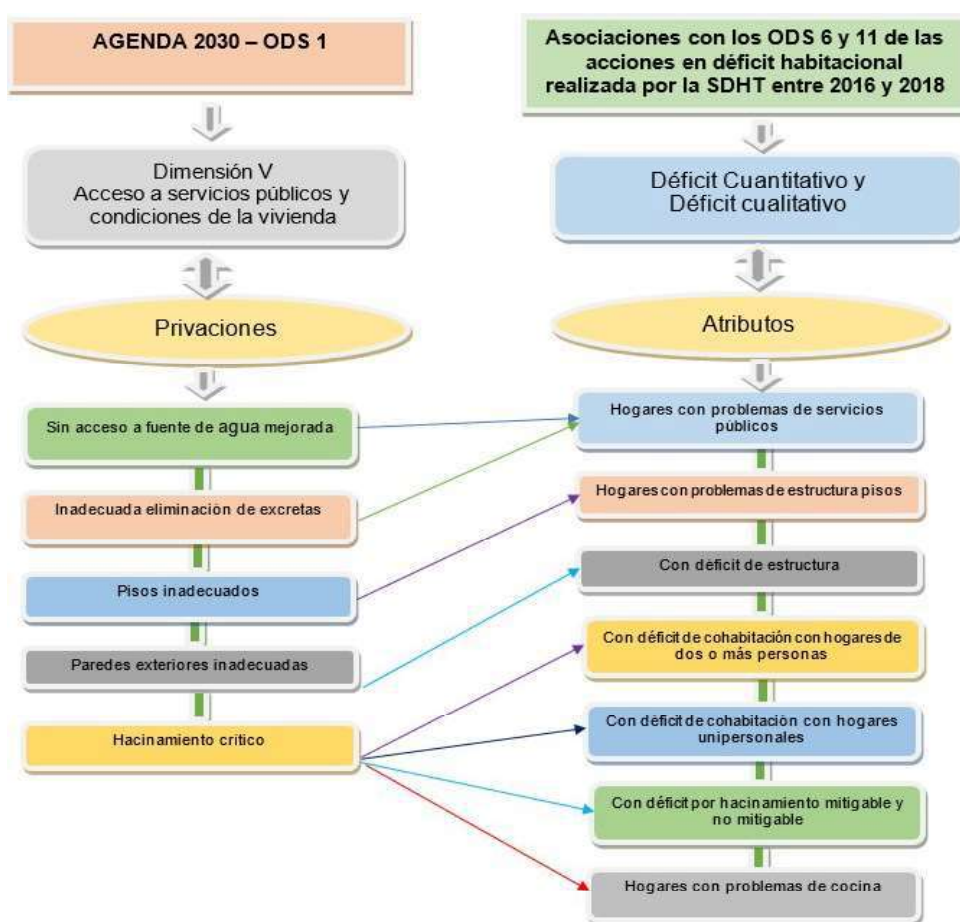 AGENDA 2030 – ODS 1
Dimensión V
Acceso a servicios públicos y
condiciones de la vivienda
Privaciones
Sin acceso a fuente de agua mejorada
Inadecuada eliminación de excretas
Pisos inadecuados
Paredes exteriores inadecuadas
Hacinamiento crítico
Asociaciones con los ODS 6 y 11 de las
acciones en déficit habitacional
realizada por la SDHT entre 2016 y 2018
Déficit Cuantitativo y
Déficit cualitativo
Atributos
Hogares con problemas de servicios
públicos
Hogares con problemas de estructura pisos
Con déficit de estructura
Con déficit de cohabitación con hogares de
dos o más personas
Con déficit de cohabitación con hogares
unipersonales
Con déficit por hacinamiento mitigable y
no mitigable
Hogares con problemas de cocina